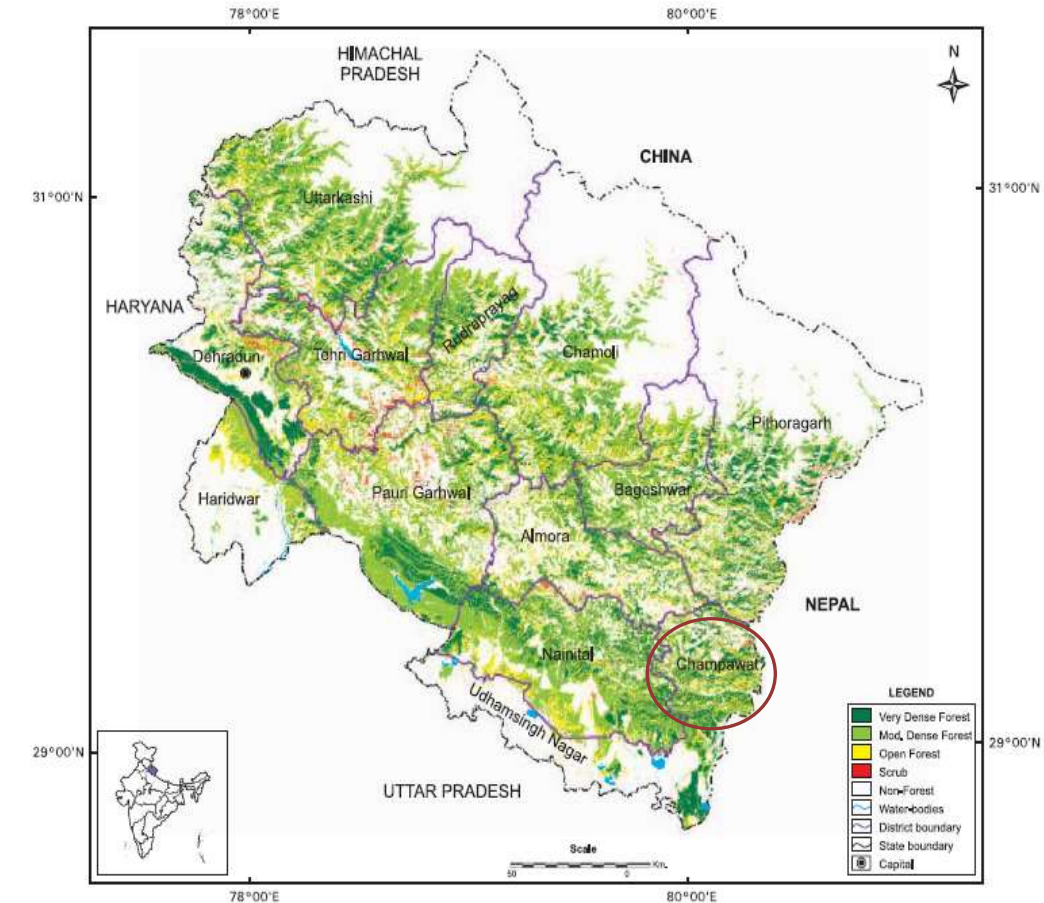 78°00'E
80°00'E
HIMACHAL
PRADESH
N
CHINA
31°00'N
31°00'N
Uttarkashi
HARYANA
Rudraprayad
Dehradun
Tehri Garhwal
Chamoli
Pithoragarh
Haridwar
Pauri Garhwal
Bageshwar
Almora
NEPAL
Nainital
Champawat
Udhamsingh Nagar
29°00'N
29°00'N
UTTAR PRADESH
LEGEND
Very Dense Forest
Mod. Dense Forest
Open Forest
Scrub
Non-Forest
Water-bodies
District boundary
State boundary
Capital
Scale
50 0 Km.
78°00'E
80°00'E